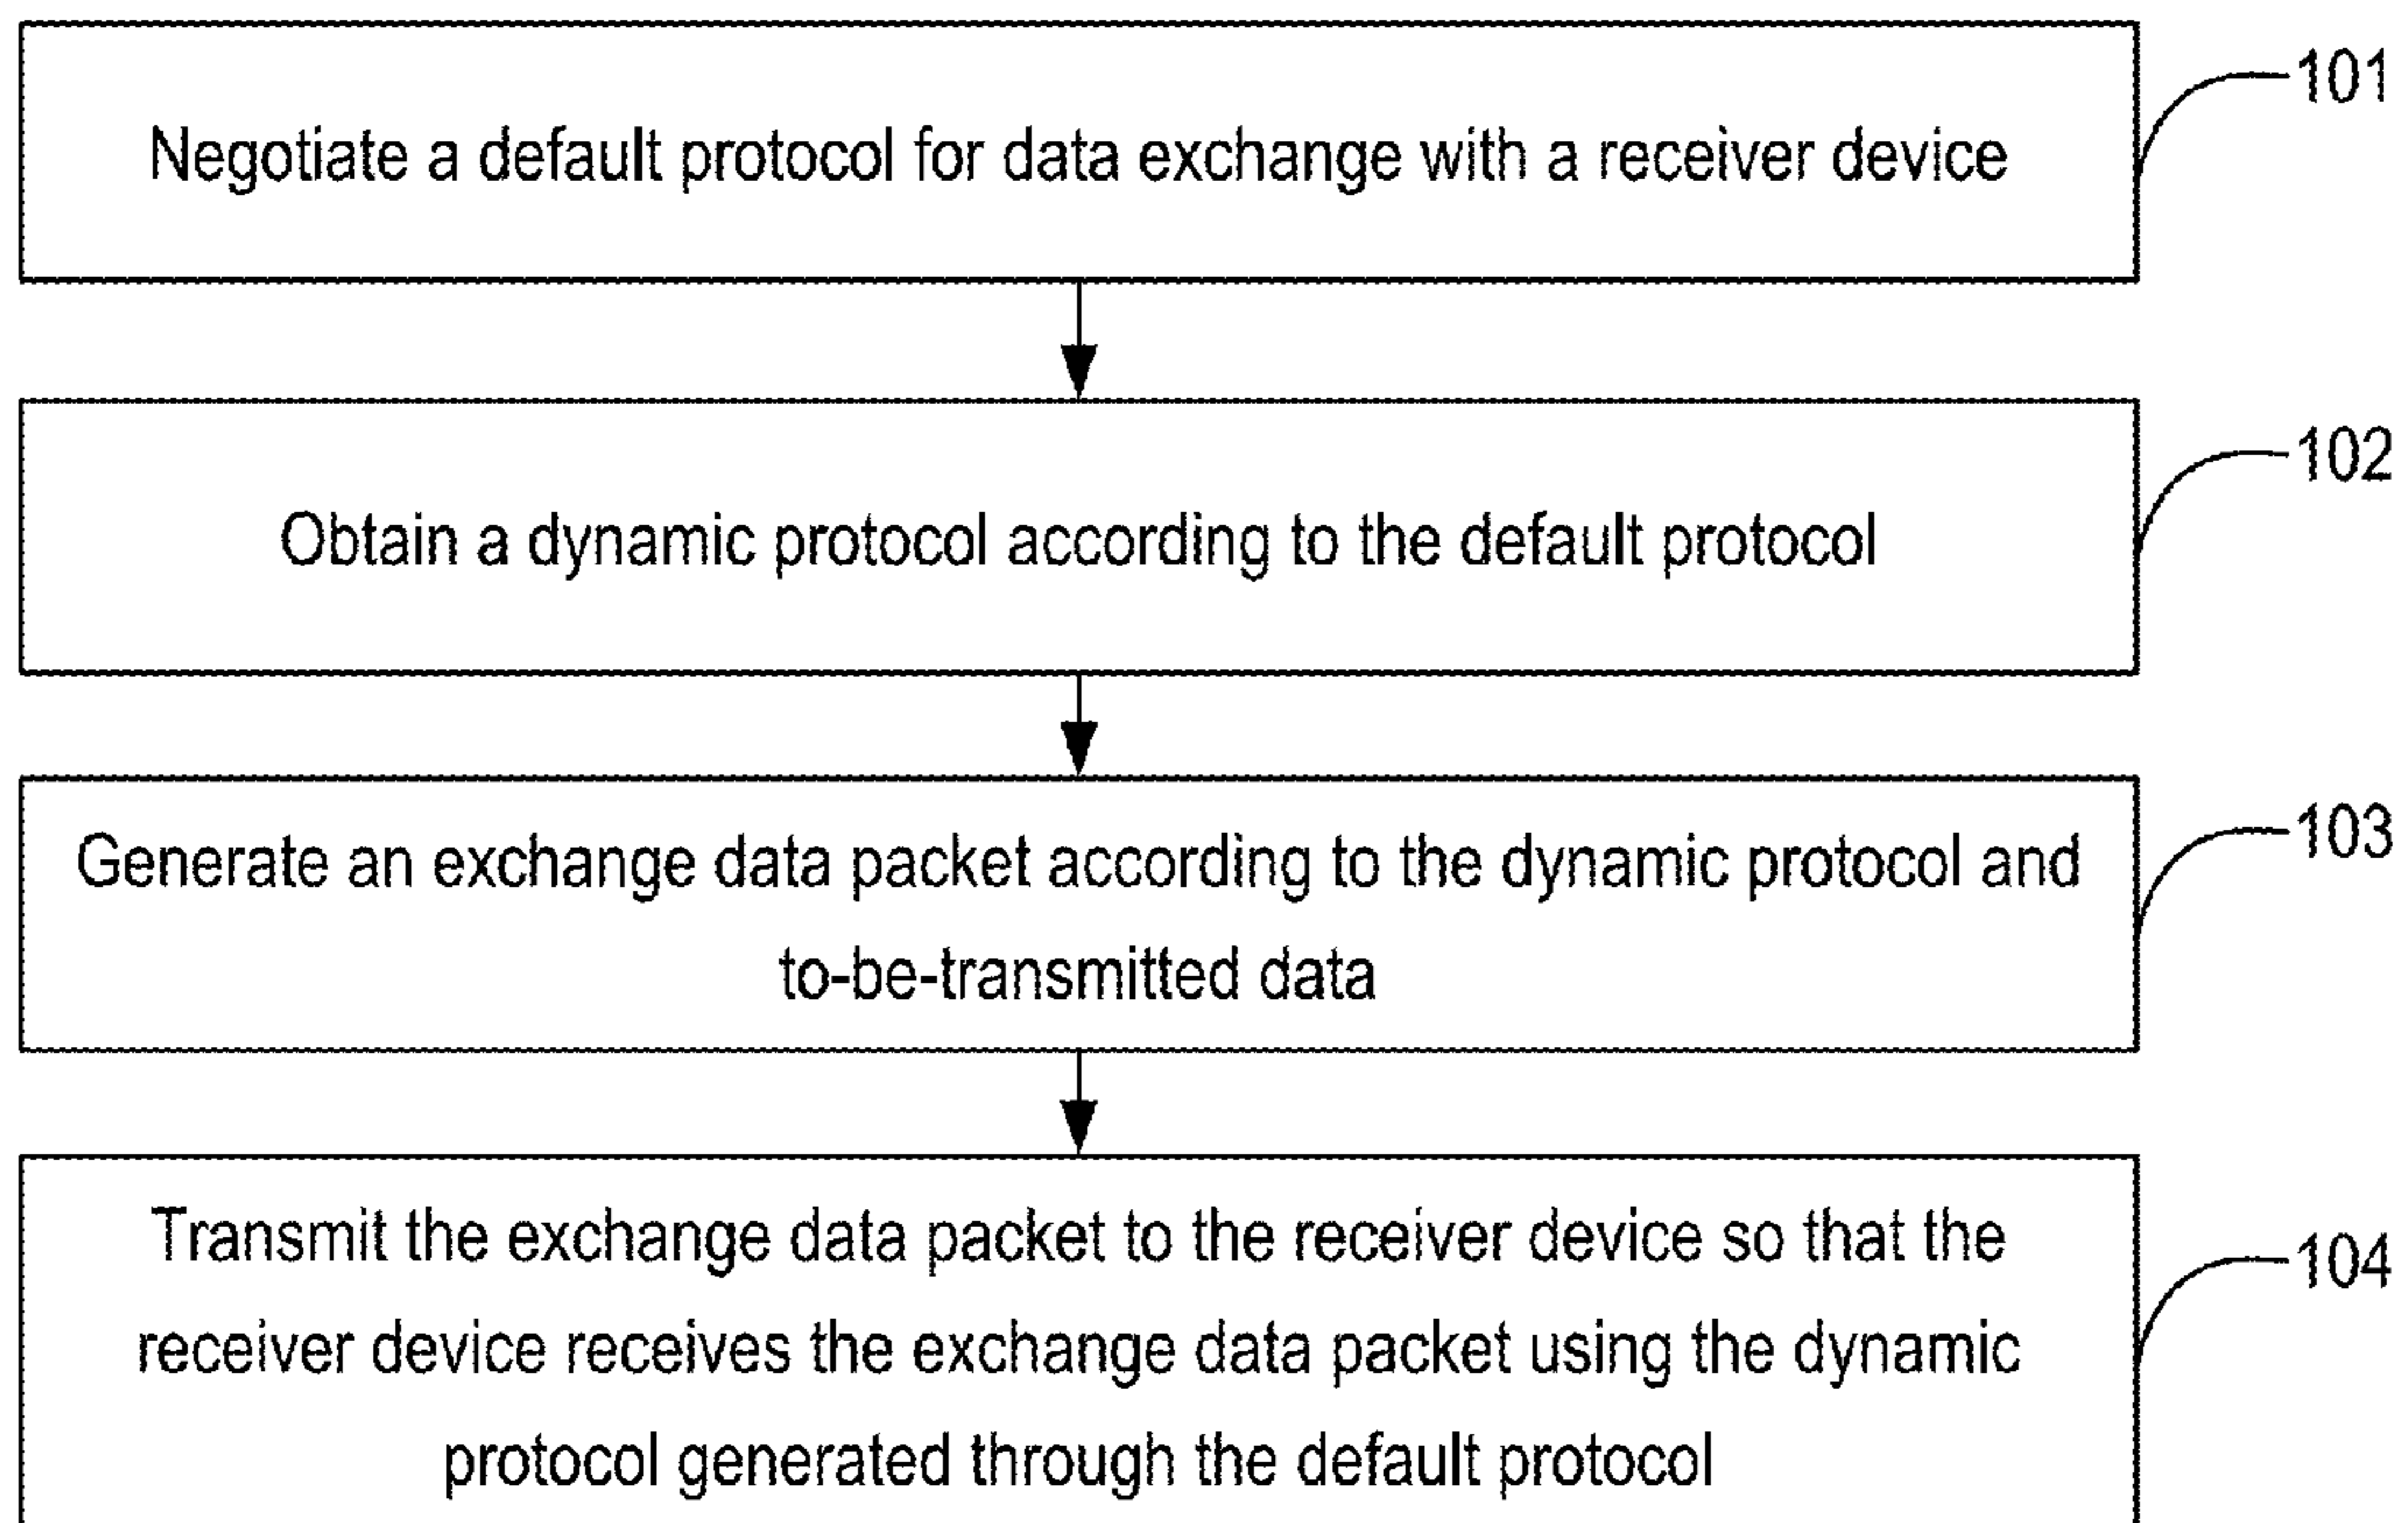 Negotiate a default protocol for data exchange with a receiver device
101
Obtain a dynamic protocol according to the default protocol
102
Generate an exchange data packet according to the dynamic protocol and
to-be-transmitted data
103
Transmit the exchange data packet to the receiver device so that the
receiver device receives the exchange data packet using the dynamic
protocol generated through the default protocol
104